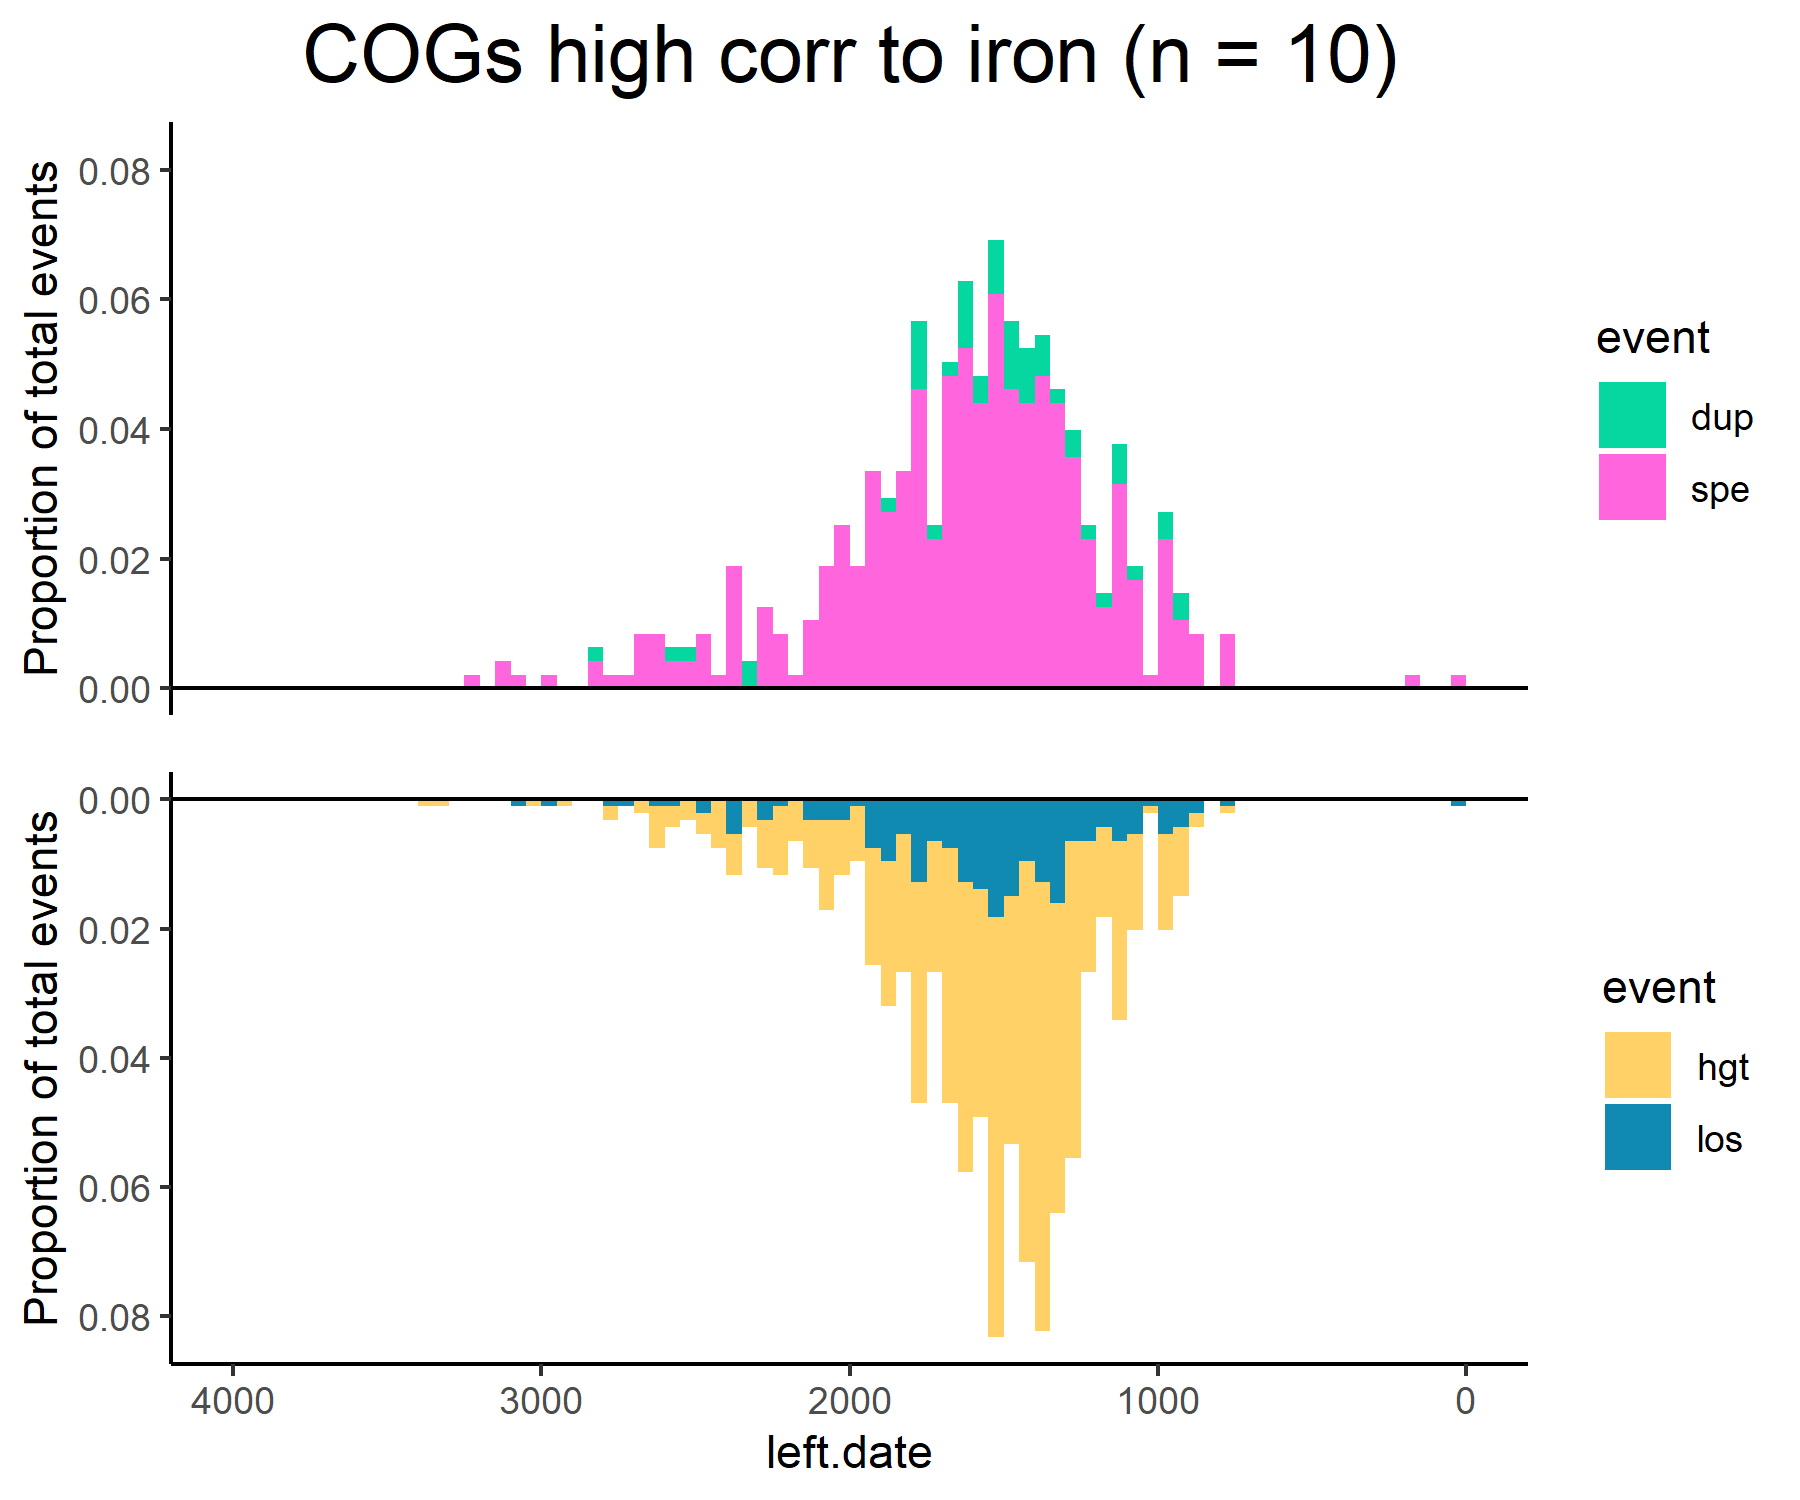 COGs high corr to iron (n = 10)
Proportion of total events
0.08
0.06
0.04
0.02
0.00
event
dup
spe
Proportion of total events
0.00
0.02
0.04
0.06
0.08
event
hgt
los
4000 3000 2000 1000 0
left.date